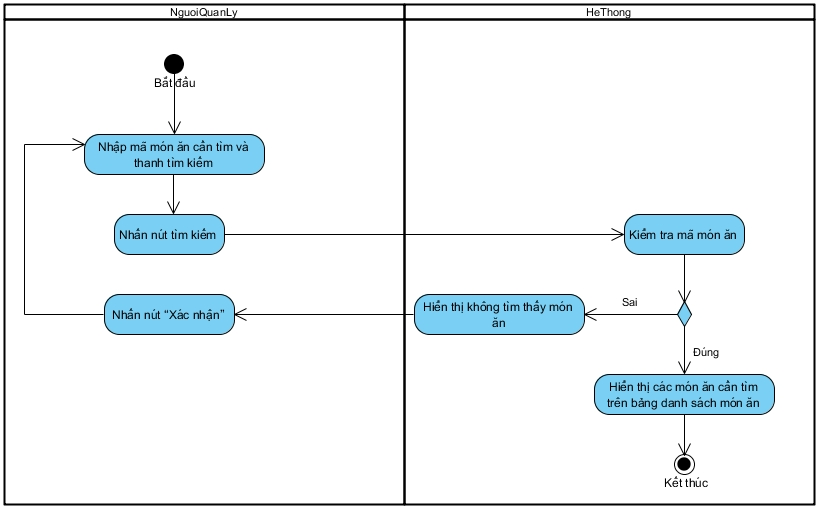 NguoiQuanLy
HeThong
Bắt đầu
Nhập mã món ăn cần tìm và
thanh tìm kiếm
Nhấn nút tìm kiếm
Kiểm tra mã món ăn
Sai
Hiển thị không tìm thấy món
ăn
Nhấn nút “Xác nhận”
Đúng
Hiển thị các món ăn cần tìm
trên bảng danh sách món ăn
Kết thúc